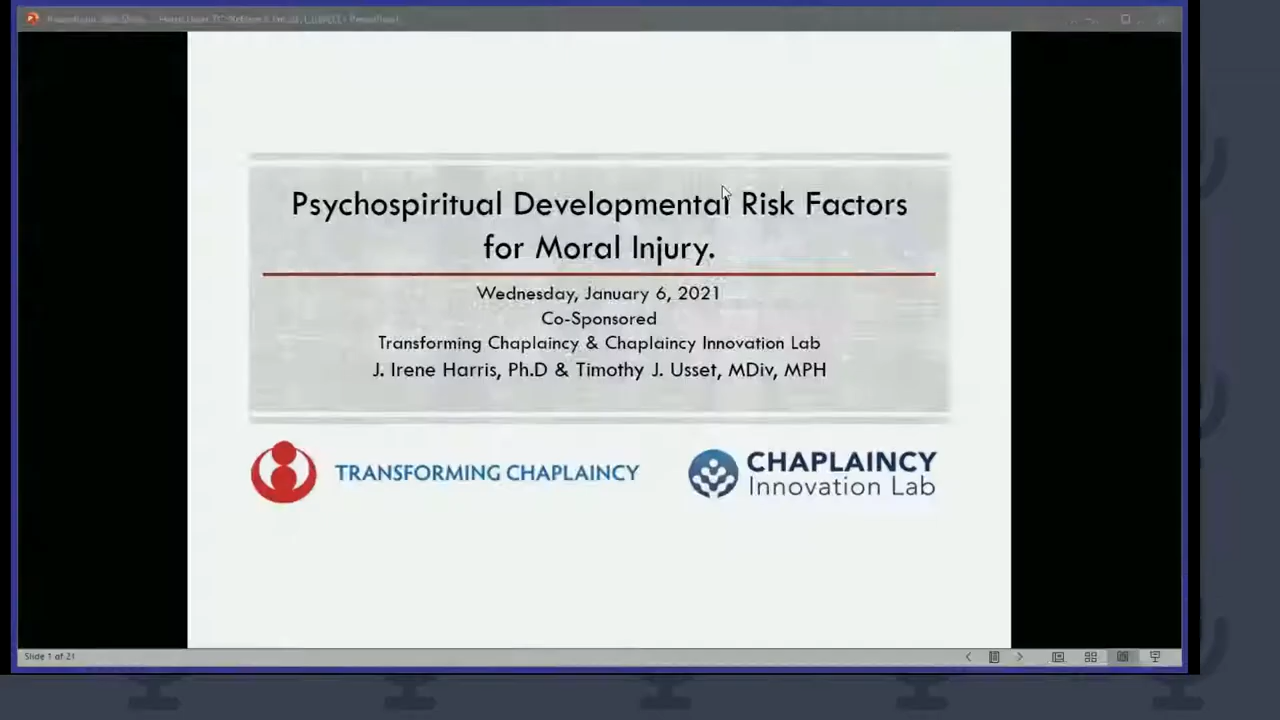 Psychospiritual Developmental Risk Factors
for Moral Injury.
Wednesday, January 6, 2021
Co-Sponsored
Transforming Chaplaincy & Chaplaincy Innovation Lab
J. Irene Harris, Ph.D & Timothy J. Usset, MDiv, MPH
TRANSFORMING CHAPLAINCY
CHAPLAINCY
Innovation Lab
Slide 1 of 21